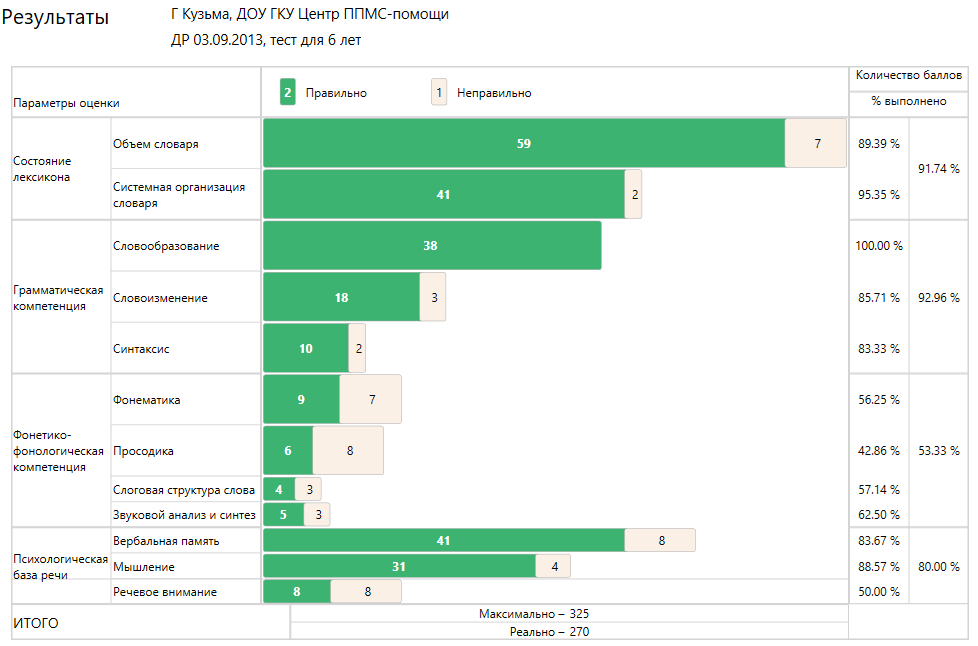 Результаты
Г Кузьма, ДОУ ГКУ Центр ППМС-помощи
ДР 03.09.2013, тест для 6 лет
Параметры оценки
2 Правильно
1 Неправильно
Количество баллов
% выполнено
Состояние
лексикона
Объем словаря
59 7
89.39 %
91.74 %
Системная организация
словаря
41 2
95.35 %
Грамматическая
компетенция
Словообразование
38
100.00 %
Словоизменение
18 3
85.71 %
92.96 %
Синтаксис
10 2
83.33 %
Фонетико-
фонологическая
компетенция
Фонематика
9 7
56.25 %
Просодика
6 8
42.86 %
53.33 %
Слоговая структура слова
4 3
57.14 %
Звуковой анализ и синтез
5 3
62.50 %
Психологическая
база речи
Вербальная память
41 8
83.67 %
Мышление
31 4
88.57 %
80.00 %
Речевое внимание
8 8
50.00 %
ИТОГО
Максимально – 325
Реально – 270